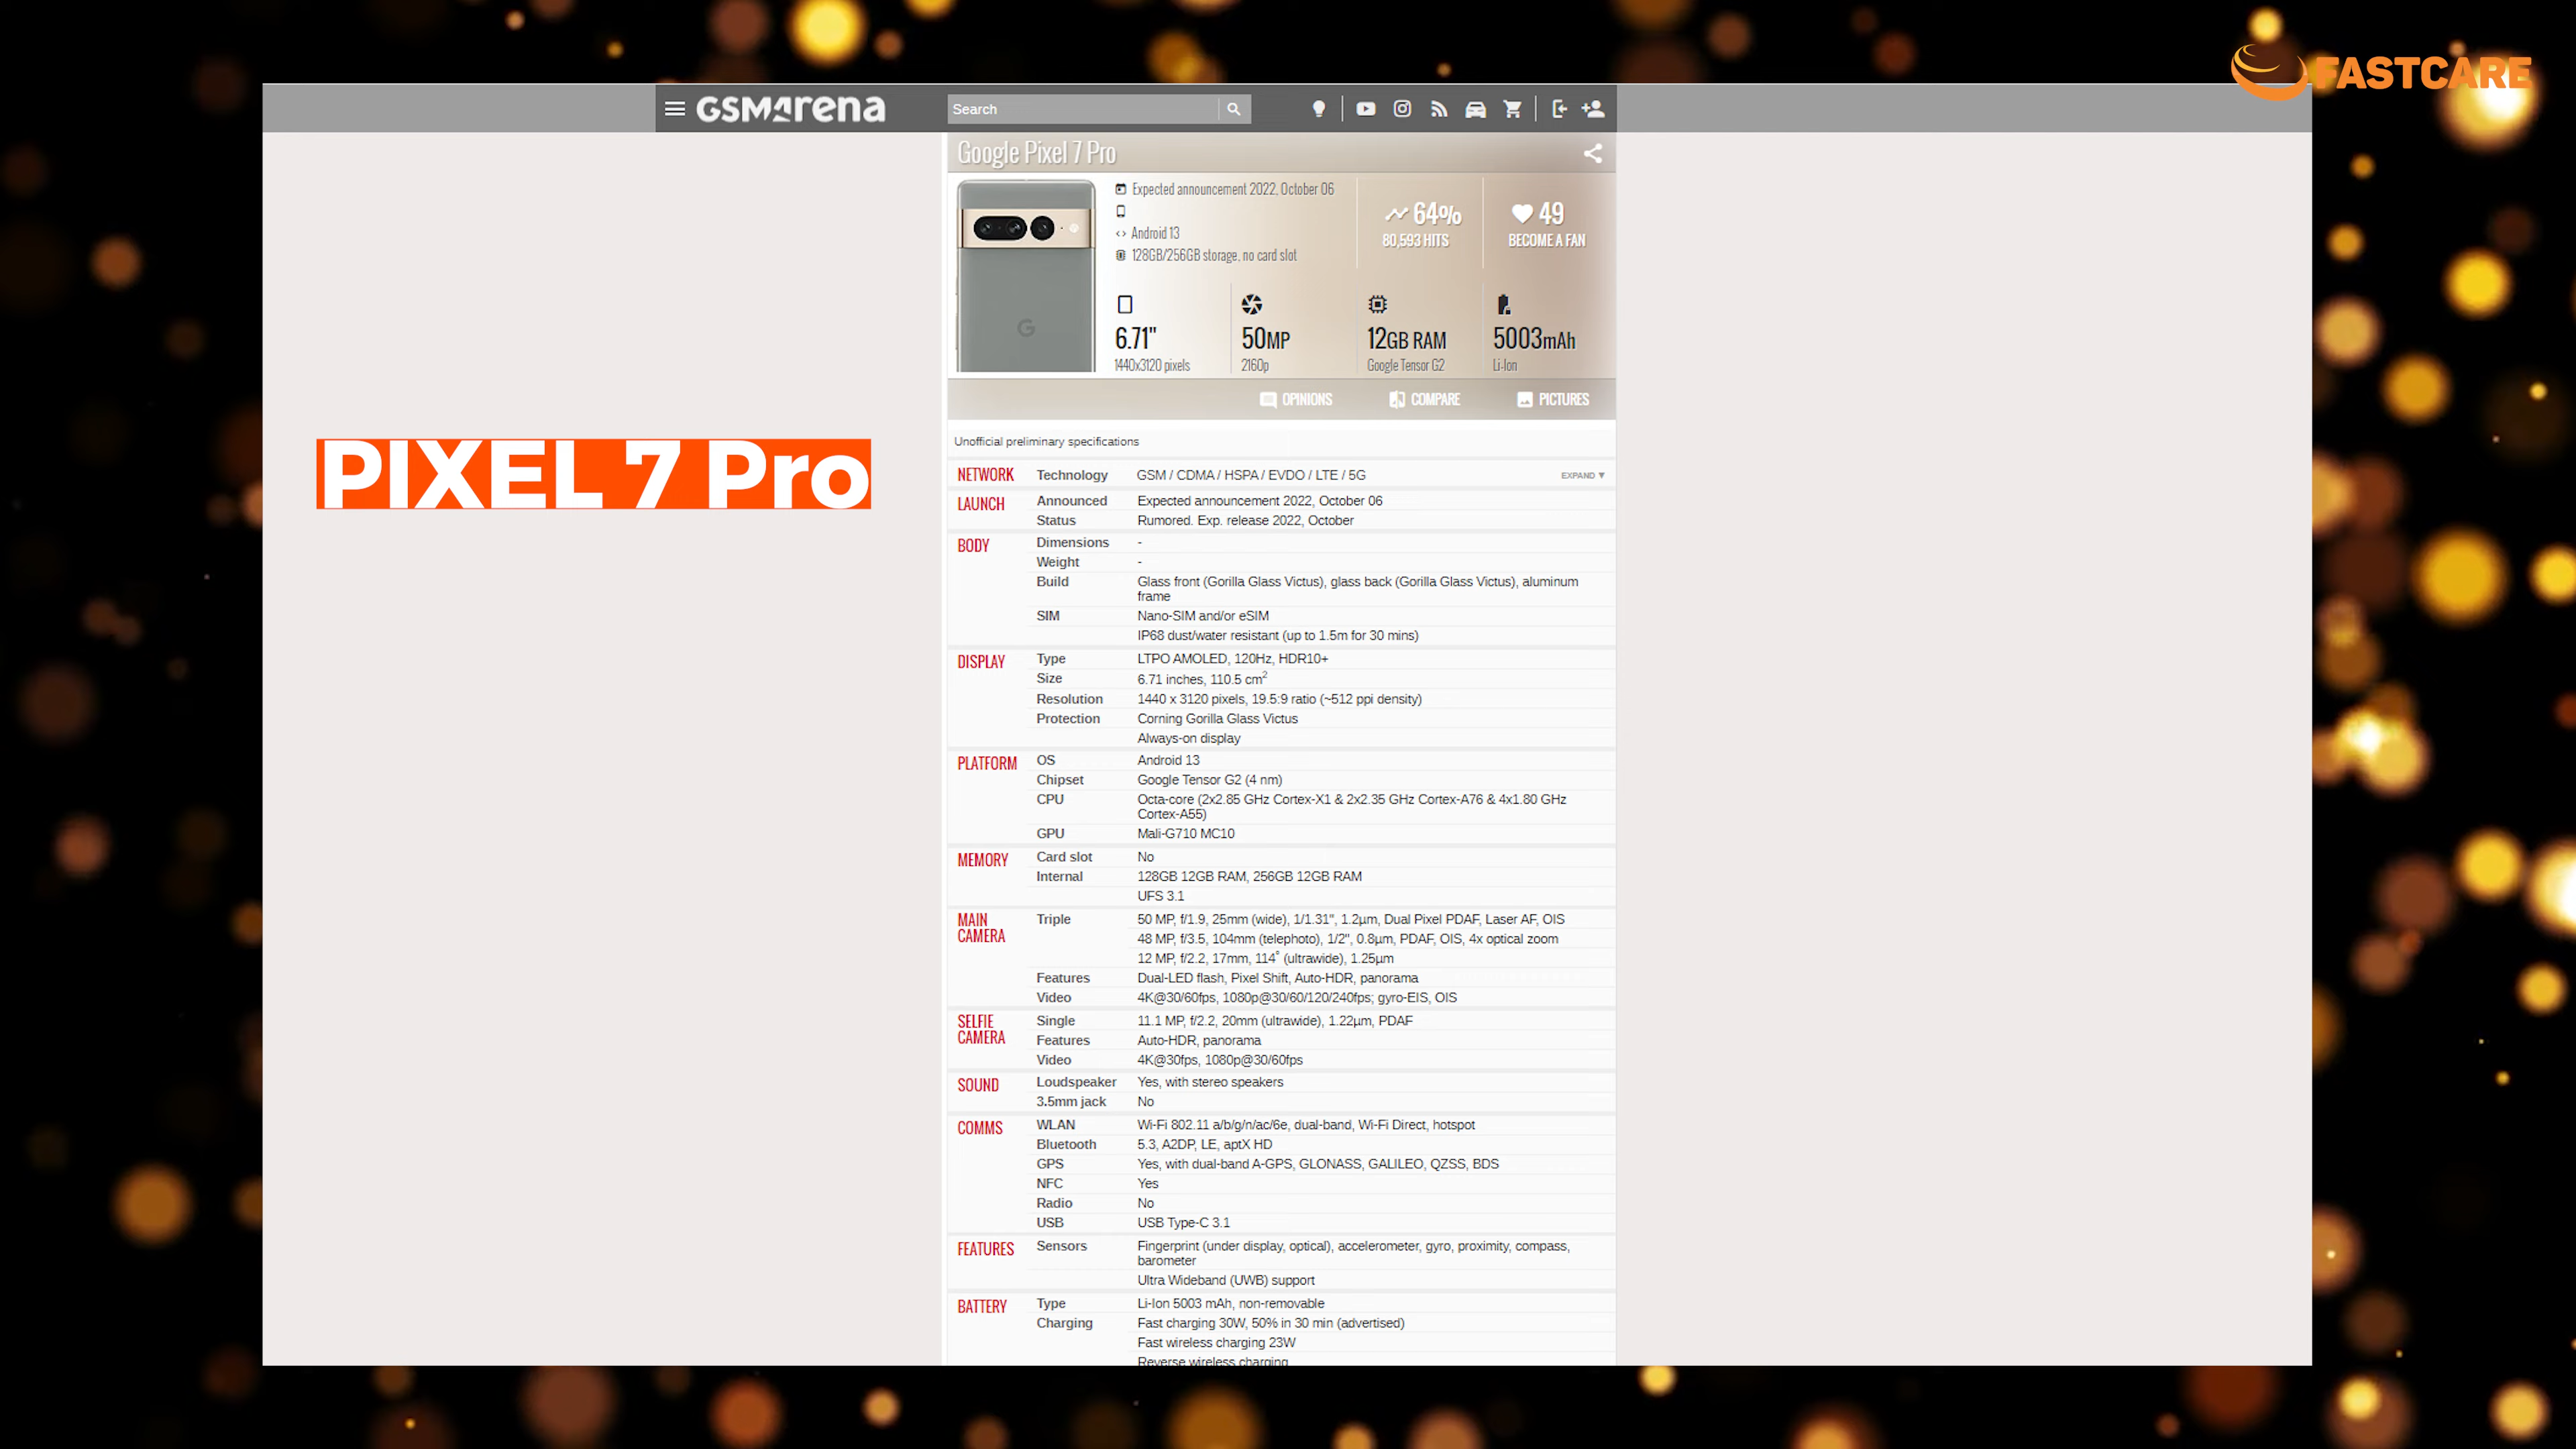 FASTCARE
GSMArena
Search
Google Pixel 7 Pro
Expected announcement 2022, October 06
Android 13
128GB/256GB storage, no card slot
64%
80,593 HITS
49
BECOME A FAN
6.71"
1440x3120 pixels
50MP
2160p
12GB RAM
Google Tensor G2
5003mAh
Li-Ion
OPINIONS
COMPARE
PICTURES
PIXEL 7 Pro
Unofficial preliminary specifications
NETWORK Technology GSM / CDMA / HSPA / EVDO / LTE / 5G EXPAND ▼
LAUNCH Announced Expected announcement 2022, October 06
Status Rumored. Exp. release 2022, October
BODY Dimensions -
Weight -
Build Glass front (Gorilla Glass Victus), glass back (Gorilla Glass Victus), aluminum
frame
SIM Nano-SIM and/or eSIM
IP68 dust/water resistant (up to 1.5m for 30 mins)
DISPLAY Type LTPO AMOLED, 120Hz, HDR10+
Size 6.71 inches, 110.5 cm²
Resolution 1440 x 3120 pixels, 19.5:9 ratio (~512 ppi density)
Protection Corning Gorilla Glass Victus
Always-on display
PLATFORM OS Android 13
Chipset Google Tensor G2 (4 nm)
CPU Octa-core (2x2.85 GHz Cortex-X1 & 2x2.35 GHz Cortex-A76 & 4x1.80 GHz
Cortex-A55)
GPU Mali-G710 MC10
MEMORY Card slot No
Internal 128GB 12GB RAM, 256GB 12GB RAM
UFS 3.1
MAIN CAMERA Triple 50 MP, f/1.9, 25mm (wide), 1/1.31", 1.2µm, Dual Pixel PDAF, Laser AF, OIS
48 MP, f/3.5, 104mm (telephoto), 1/2", 0.8µm, PDAF, OIS, 4x optical zoom
12 MP, f/2.2, 17mm, 114˚ (ultrawide), 1.25µm
Features Dual-LED flash, Pixel Shift, Auto-HDR, panorama
Video 4K@30/60fps, 1080p@30/60/120/240fps; gyro-EIS, OIS
SELFIE CAMERA Single 11.1 MP, f/2.2, 20mm (ultrawide), 1.22µm, PDAF
Features Auto-HDR, panorama
Video 4K@30fps, 1080p@30/60fps
SOUND Loudspeaker Yes, with stereo speakers
3.5mm jack No
COMMS WLAN Wi-Fi 802.11 a/b/g/n/ac/6e, dual-band, Wi-Fi Direct, hotspot
Bluetooth 5.3, A2DP, LE, aptX HD
GPS Yes, with dual-band A-GPS, GLONASS, GALILEO, QZSS, BDS
NFC Yes
Radio No
USB USB Type-C 3.1
FEATURES Sensors Fingerprint (under display, optical), accelerometer, gyro, proximity, compass,
barometer
Ultra Wideband (UWB) support
BATTERY Type Li-Ion 5003 mAh, non-removable
Charging Fast charging 30W, 50% in 30 min (advertised)
Fast wireless charging 23W
Reverse wireless charging